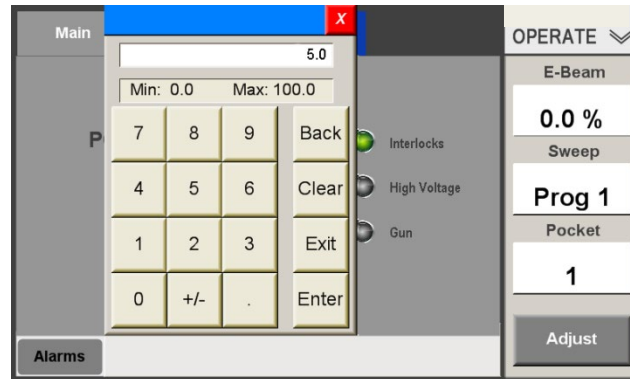 Main
X
5.0
Min: 0.0 Max: 100.0
7 8 9 Back
4 5 6 Clear
1 2 3 Exit
0 +/- . Enter
Interlocks
High Voltage
Gun
Alarms
OPERATE
E-Beam
0.0 %
Sweep
Prog 1
Pocket
1
Adjust